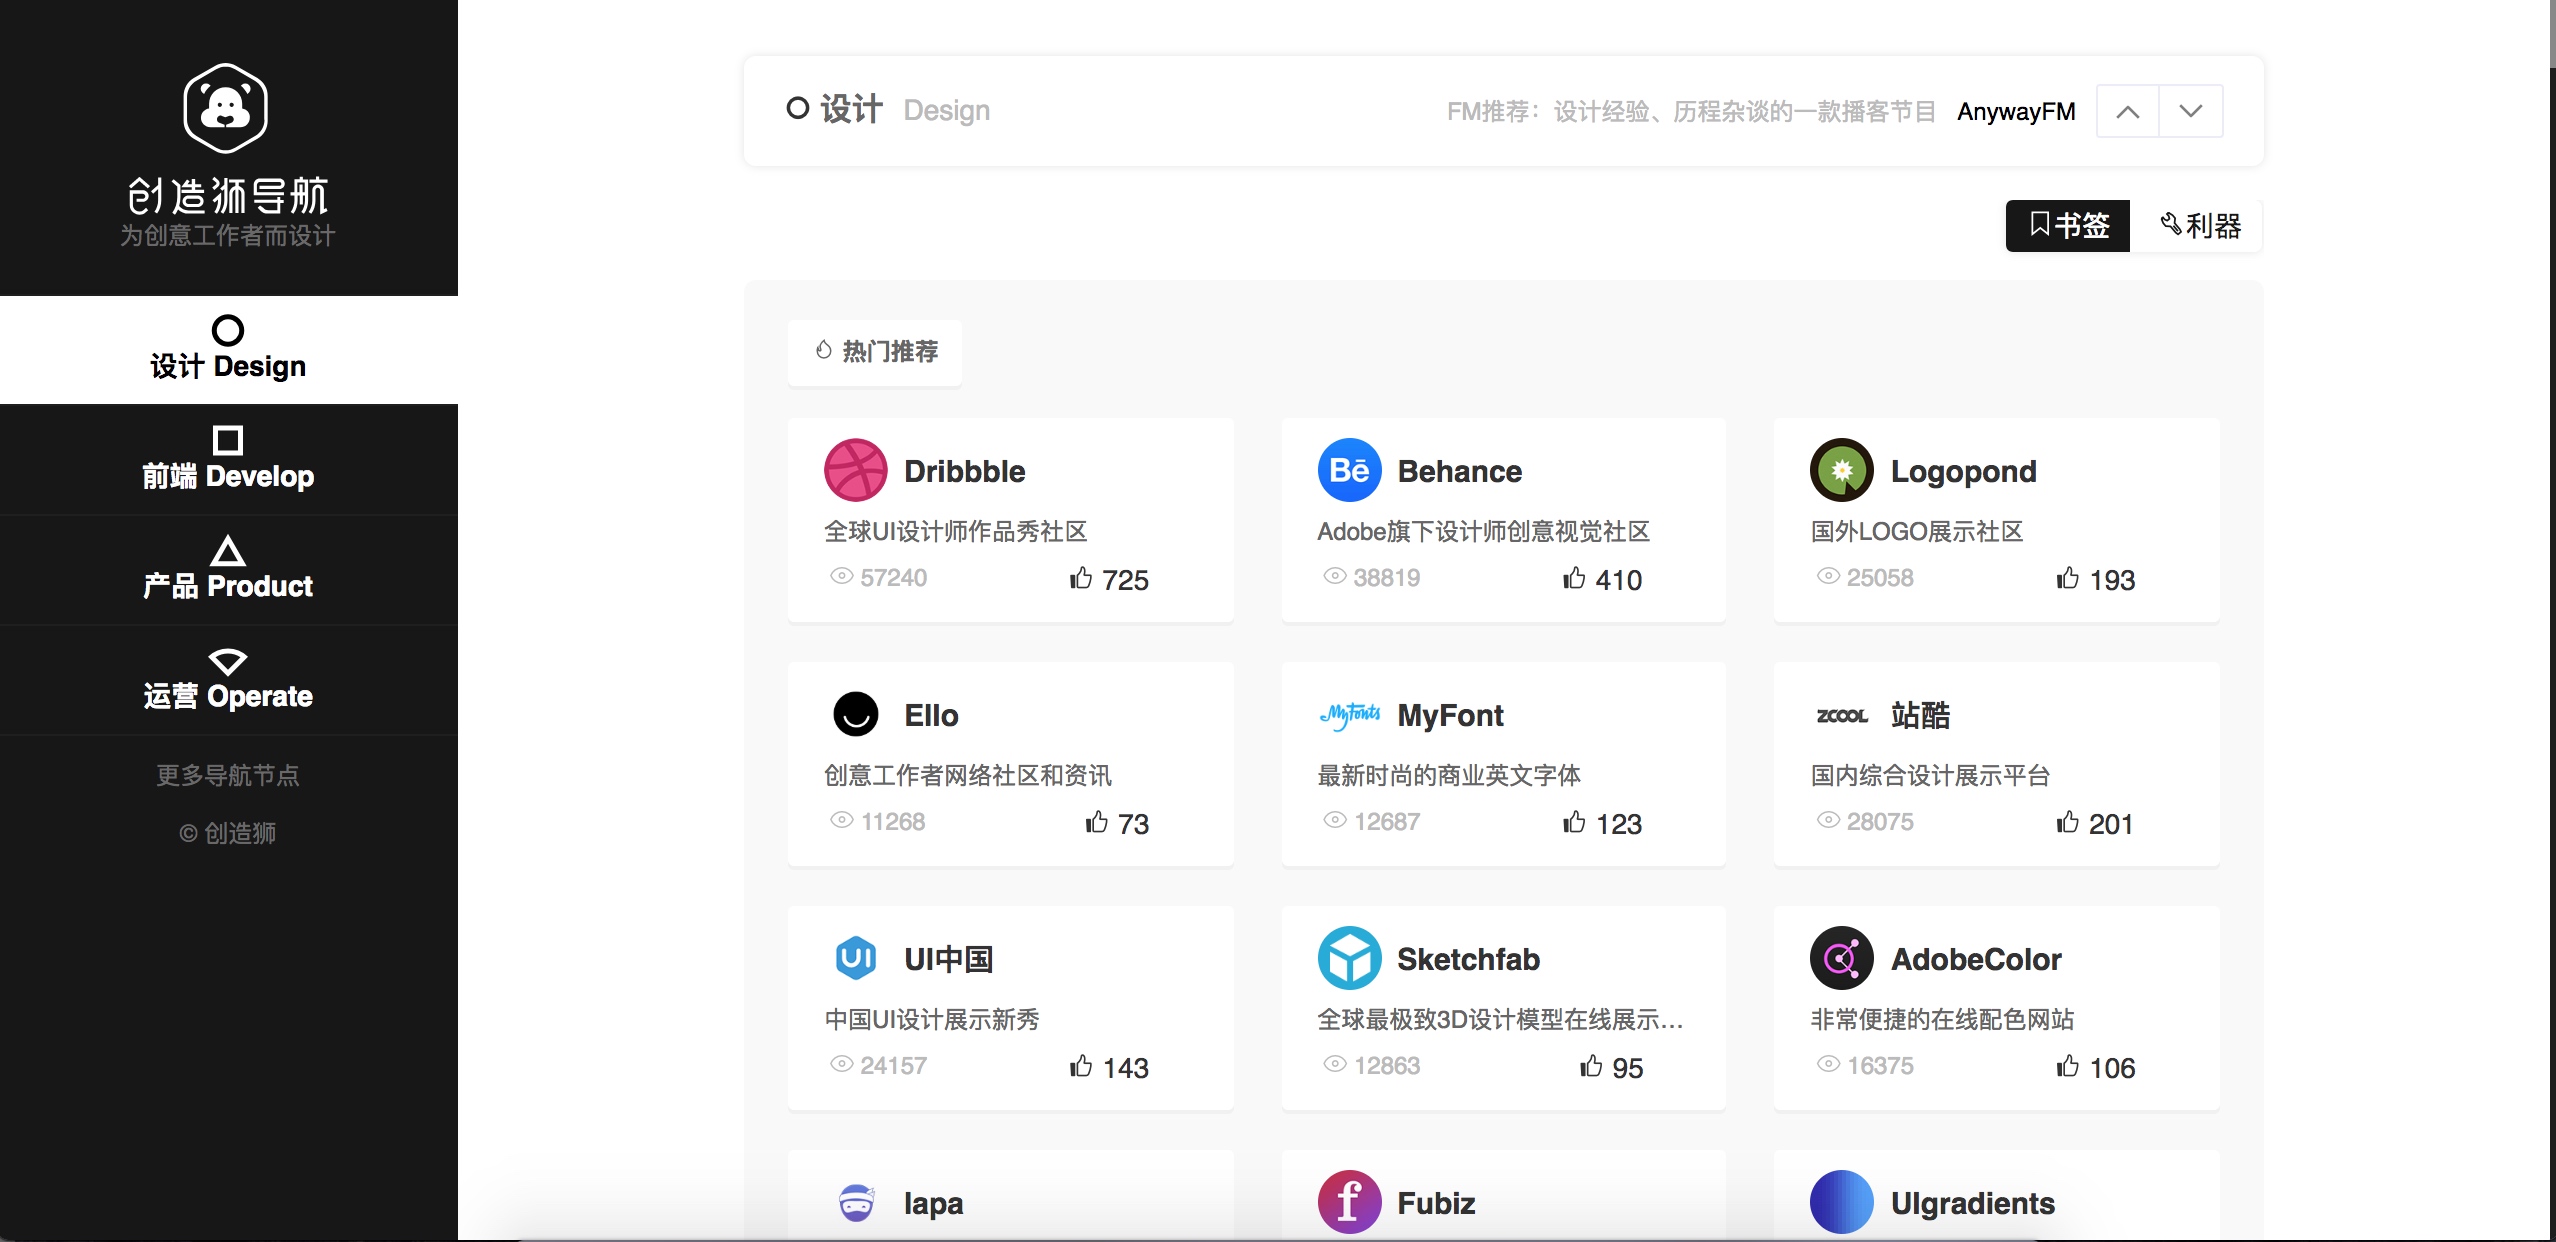 创造狮导航
为创意工作者而设计
设计 Design
前端 Develop
产品 Product
运营 Operate
更多导航节点
© 创造狮
设计 Design
FM推荐：设计经验、历程杂谈的一款播客节目 AnywayFM
书签 利器
热门推荐
Dribbble
全球UI设计师作品秀社区
57240 725
Bē Behance
Adobe旗下设计师创意视觉社区
38819 410
Logopond
国外LOGO展示社区
25058 193
Ello
创意工作者网络社区和资讯
11268 73
MyFonts MyFont
最新时尚的商业英文字体
12687 123
ZCOOL 站酷
国内综合设计展示平台
28075 201
UI UI中国
中国UI设计展示新秀
24157 143
Sketchfab
全球最极致3D设计模型在线展示...
12863 95
AdobeColor
非常便捷的在线配色网站
16375 106
lapa
f Fubiz
UIgradients